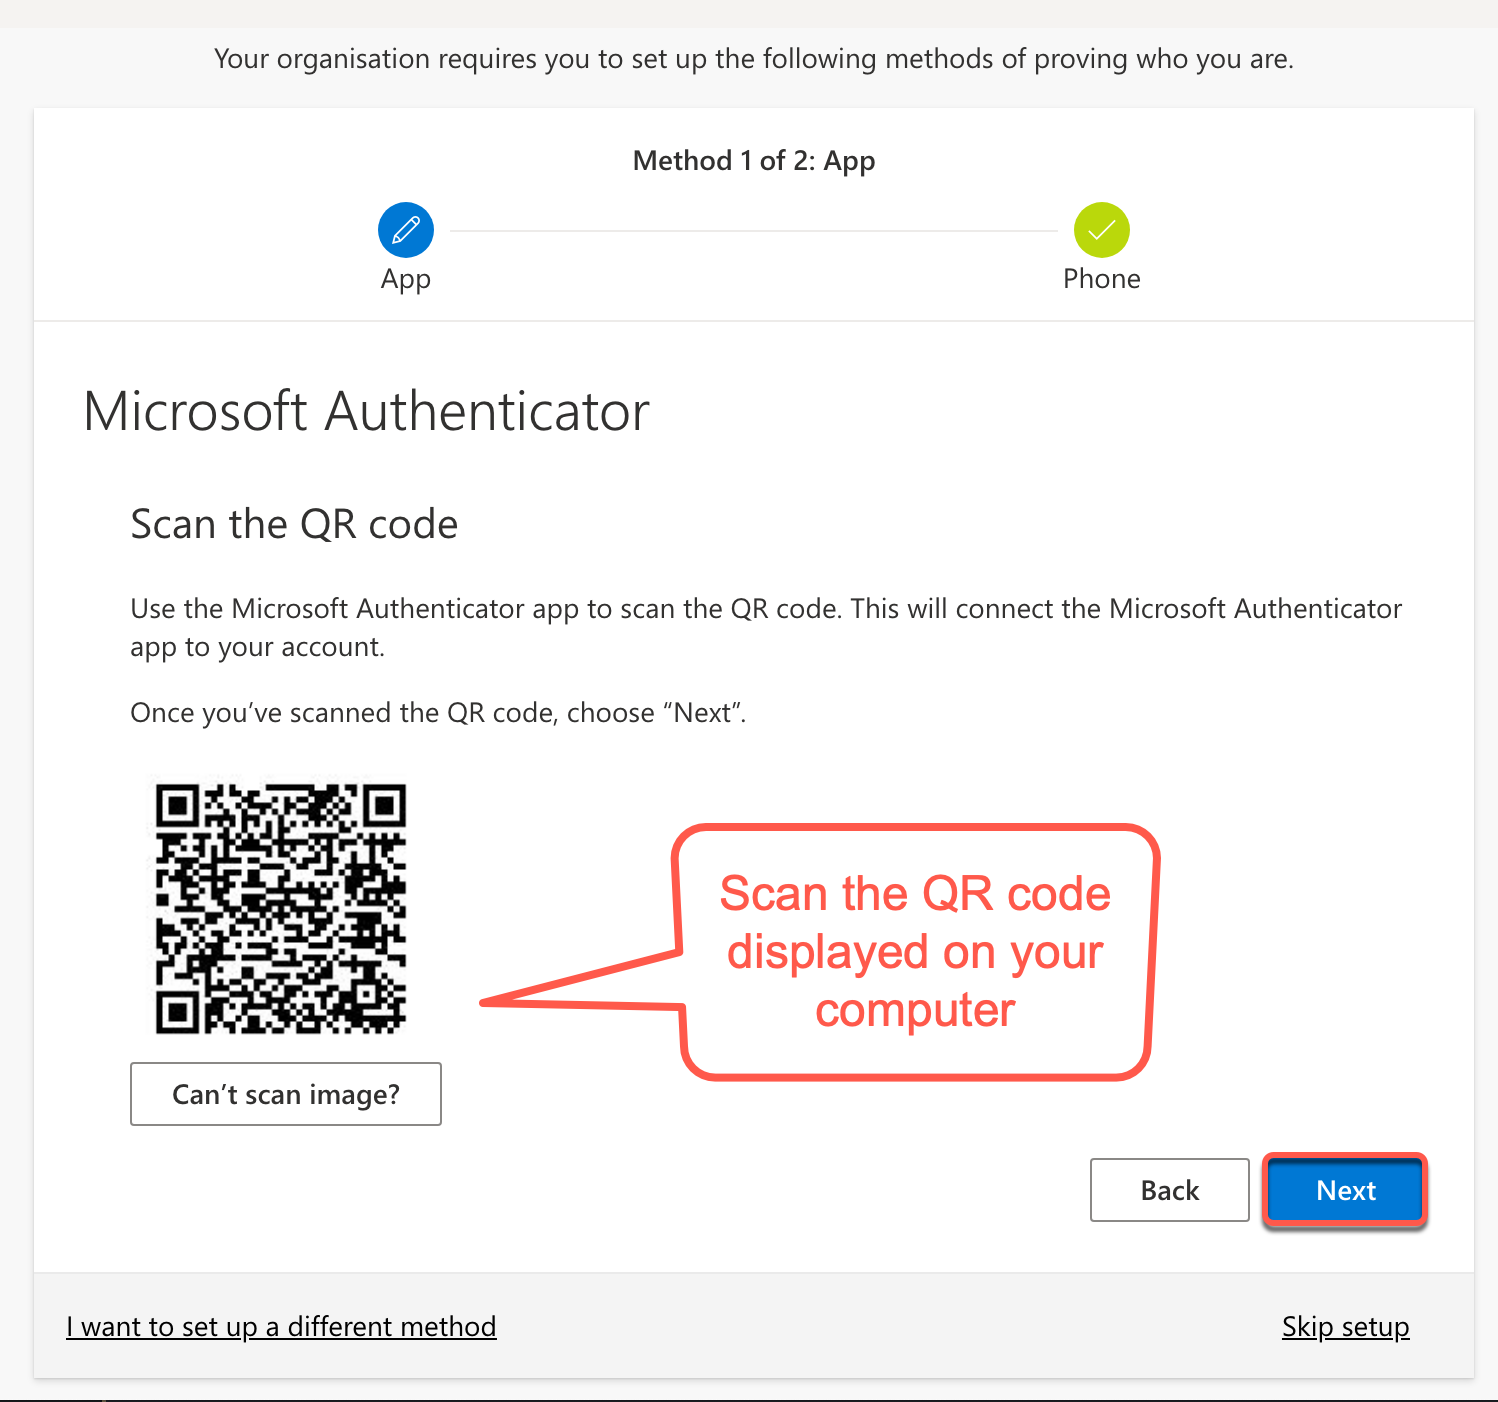 Your organisation requires you to set up the following methods of proving who you are.
Method 1 of 2: App
App
Phone
Microsoft Authenticator
Scan the QR code
Use the Microsoft Authenticator app to scan the QR code. This will connect the Microsoft Authenticator
app to your account.
Once you’ve scanned the QR code, choose “Next”.
Scan the QR code
displayed on your
computer
Can’t scan image?
Back
Next
I want to set up a different method
Skip setup